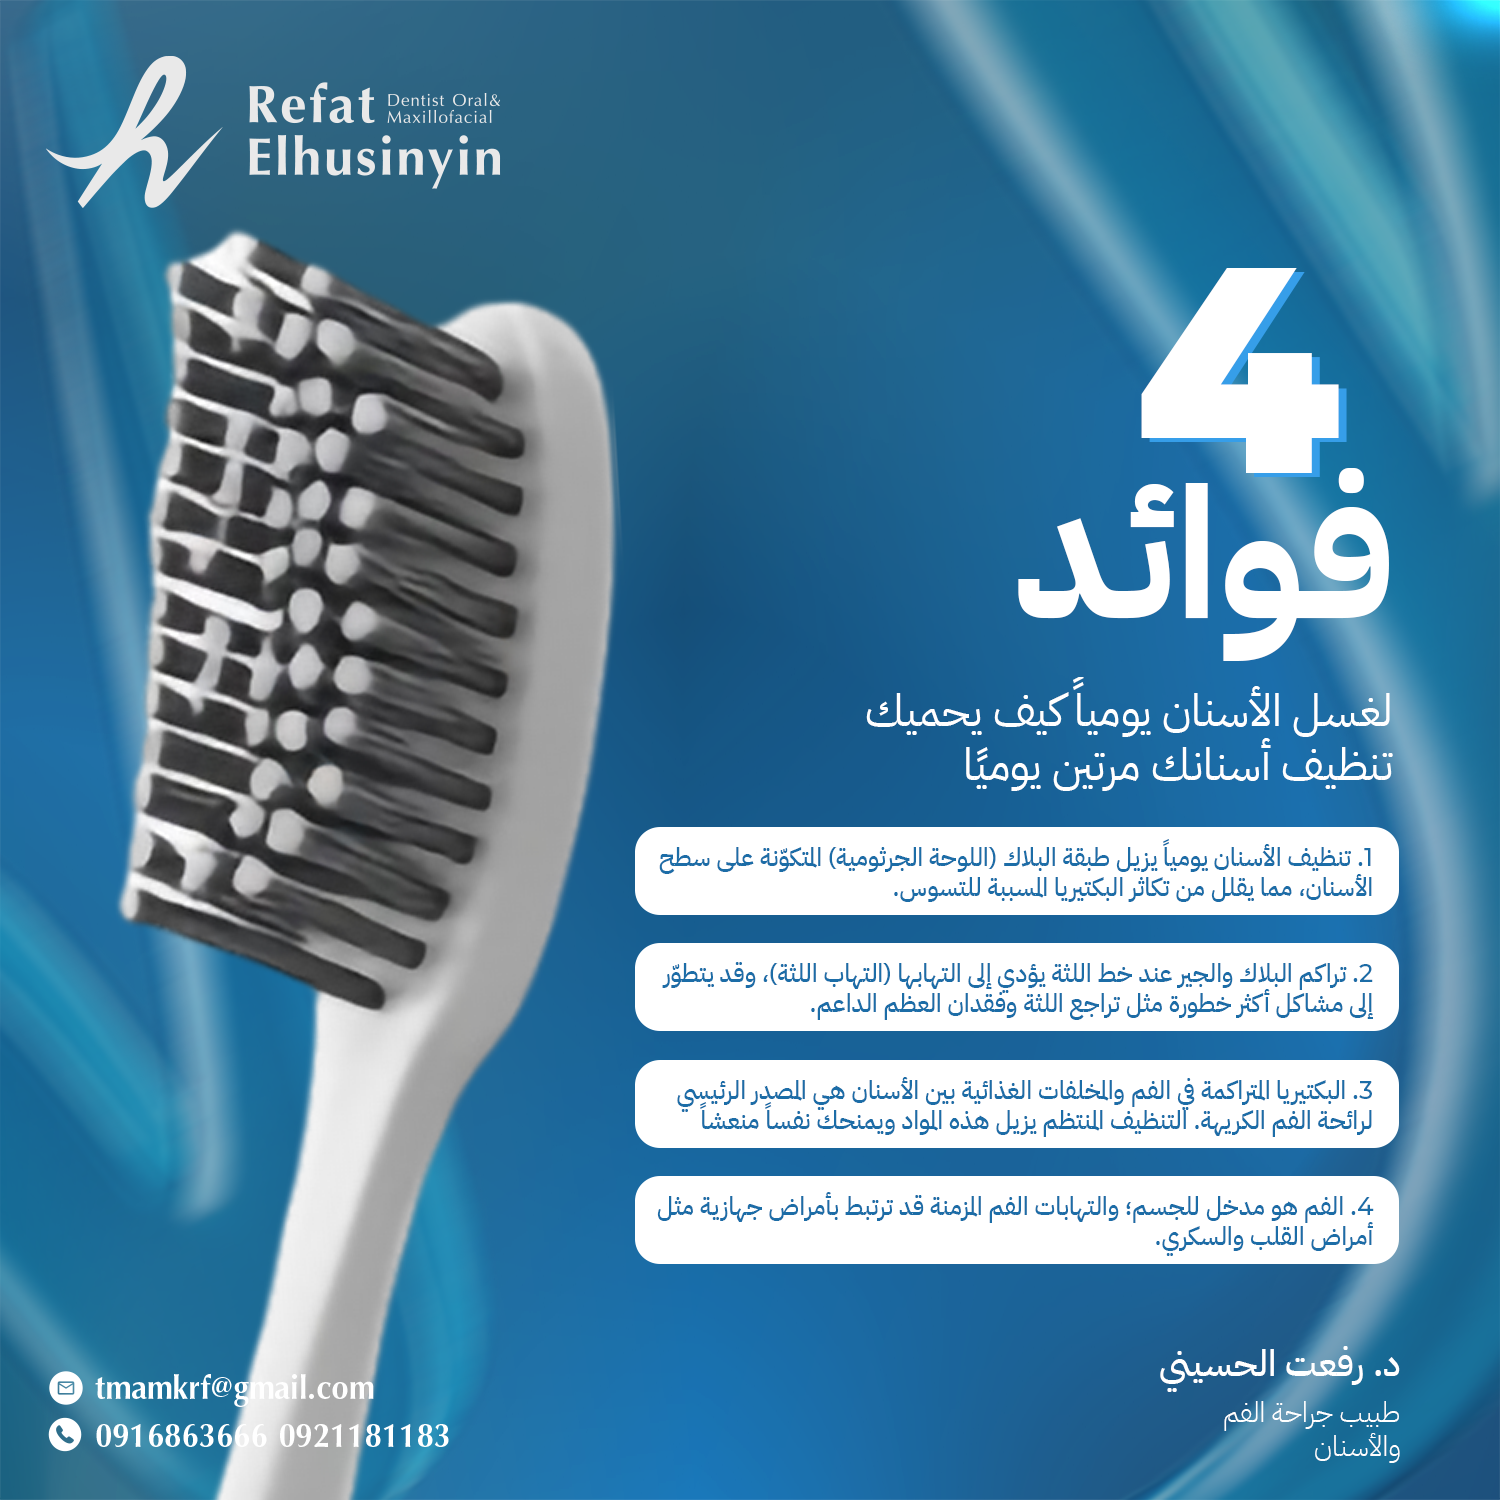 Refat Dentist Oral&
Maxillofacial
Elhusinyin
4
فوائد
لغسل الأسنان يومياً كيف يحميك
تنظيف أسنانك مرتين يوميًا
1. تنظيف الأسنان يومياً يزيل طبقة البلاك (اللوحة الجرثومية) المتكوّنة على سطح
الأسنان، مما يقلل من تكاثر البكتيريا المسببة للتسوس.
2. تراكم البلاك والجير عند خط اللثة يؤدي إلى التهابها (التهاب اللثة)، وقد يتطوّر
إلى مشاكل أكثر خطورة مثل تراجع اللثة وفقدان العظم الداعم.
3. البكتيريا المتراكمة في الفم والمخلفات الغذائية بين الأسنان هي المصدر الرئيسي
لرائحة الفم الكريهة. التنظيف المنتظم يزيل هذه المواد ويمنحك نفساً منعشاً
4. الفم هو مدخل للجسم؛ والتهابات الفم المزمنة قد ترتبط بأمراض جهازية مثل
أمراض القلب والسكري.
د. رفعت الحسيني
طبيب جراحة الفم
والأسنان
tmamkrf@gmail.com
0916863666 0921181183